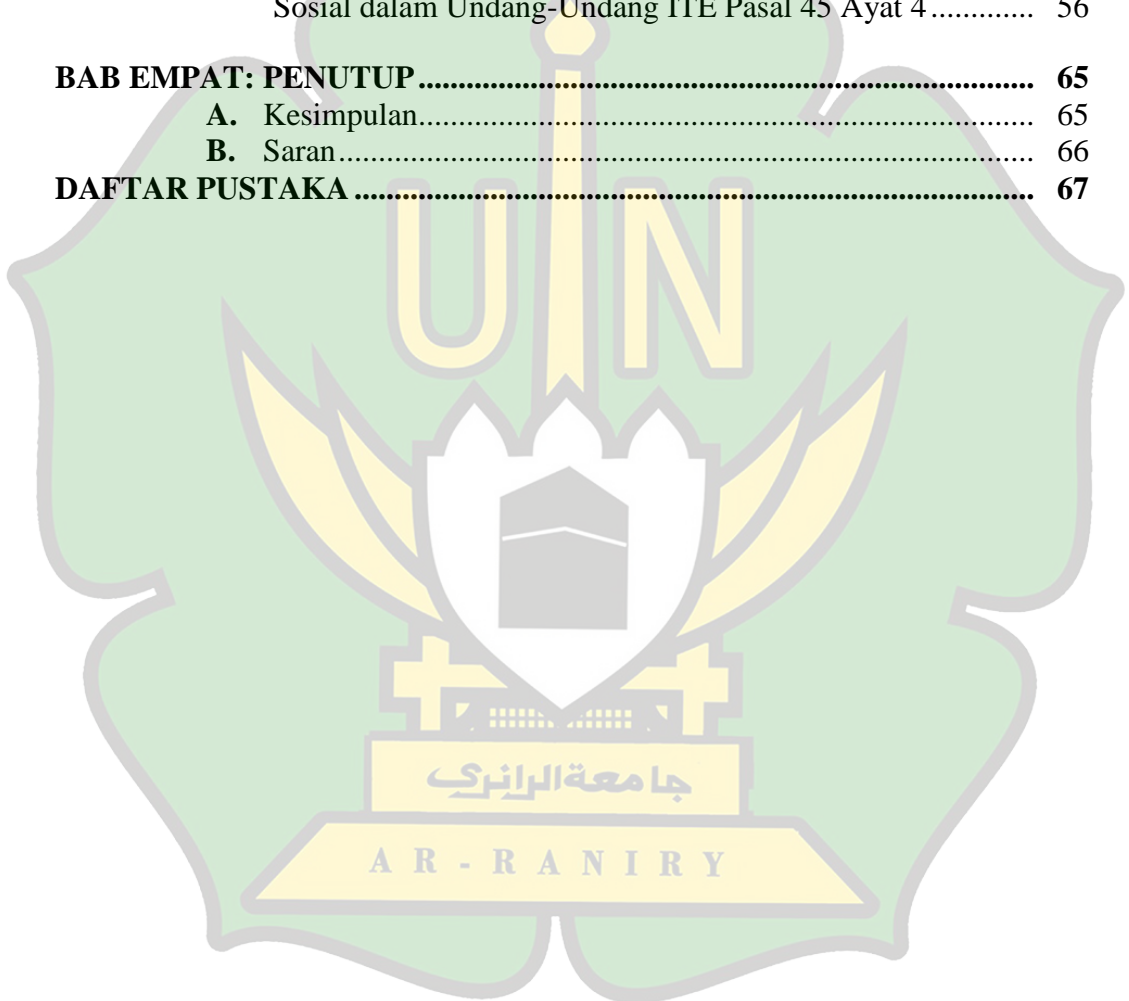 Sosial dalam Undang-Undang ITE Pasal 45 Ayat 4............. 56
BAB EMPAT: PENUTUP.......................................................................... 65
A. Kesimpulan.......................................................................... 65
B. Saran.................................................................................... 66
DAFTAR PUSTAKA.................................................................................. 67
UIN
جامعة الرانري
AR-RANIRY